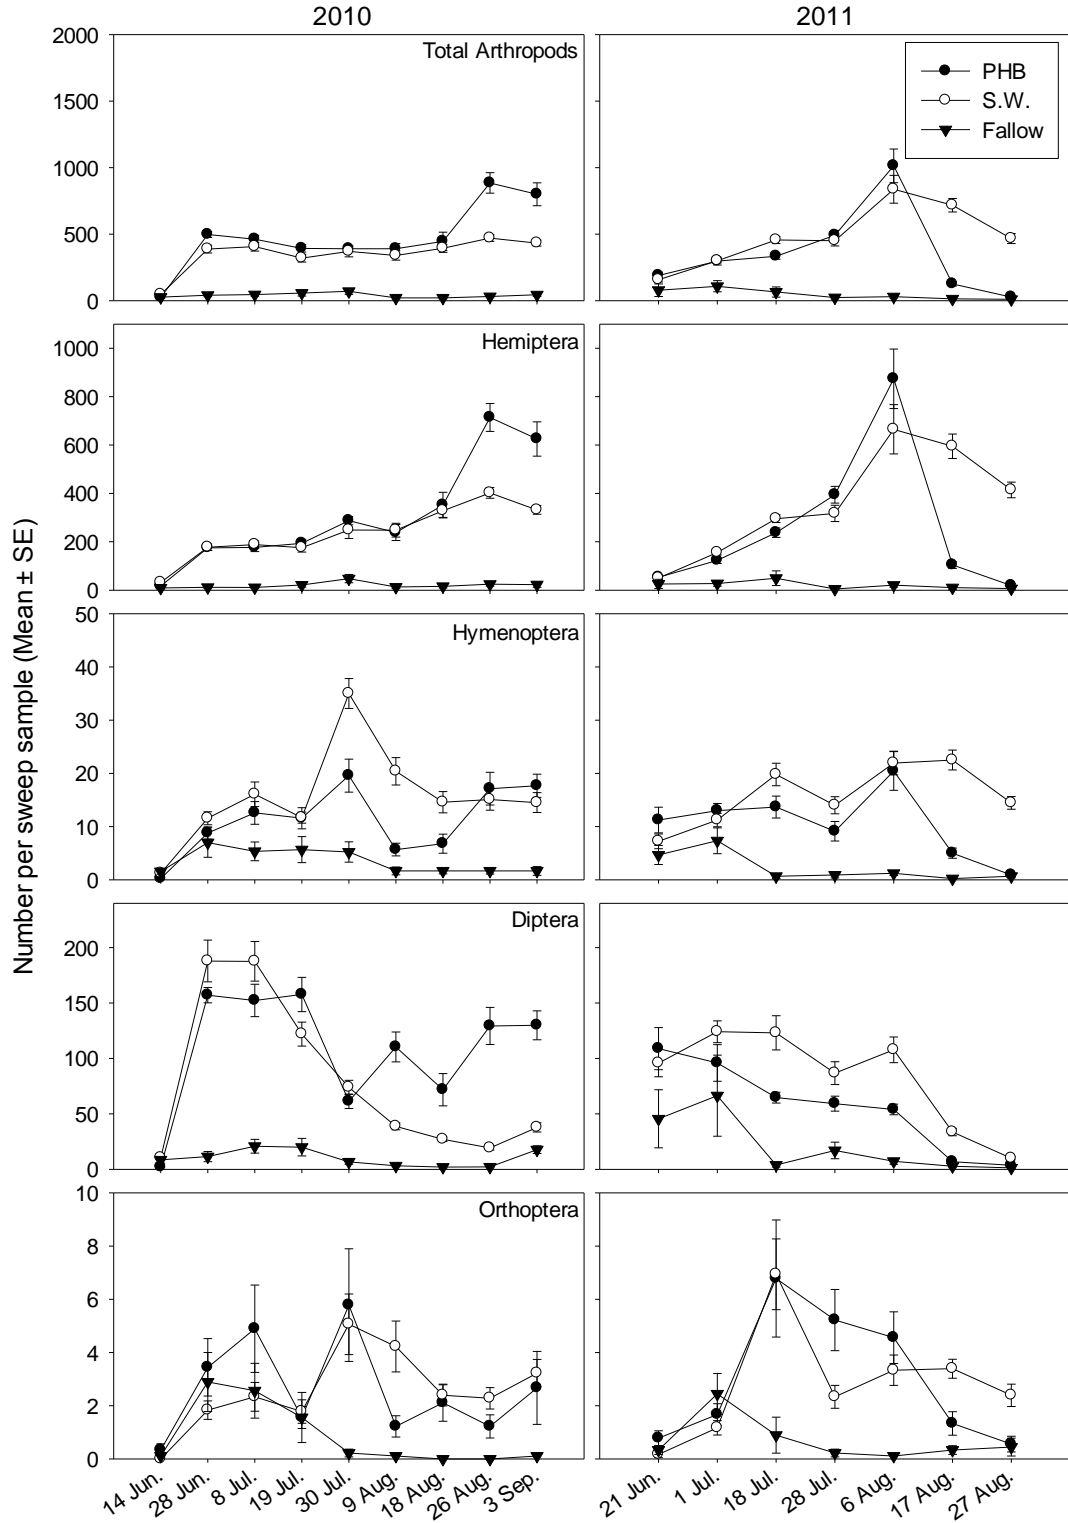 2010
2011
2000
1500
1000
500
0
Total Arthropods
PHB
S.W.
Fallow
1000
800
600
400
200
0
Hemiptera
50
40
30
20
10
0
Hymenoptera
200
150
100
50
0
Diptera
10
8
6
4
2
0
Orthoptera
Number per sweep sample (Mean ± SE)
14 Jun.
28 Jun.
8 Jul.
19 Jul.
30 Jul.
9 Aug.
18 Aug.
26 Aug.
3 Sep.
21 Jun.
1 Jul.
18 Jul.
28 Jul.
6 Aug.
17 Aug.
27 Aug.